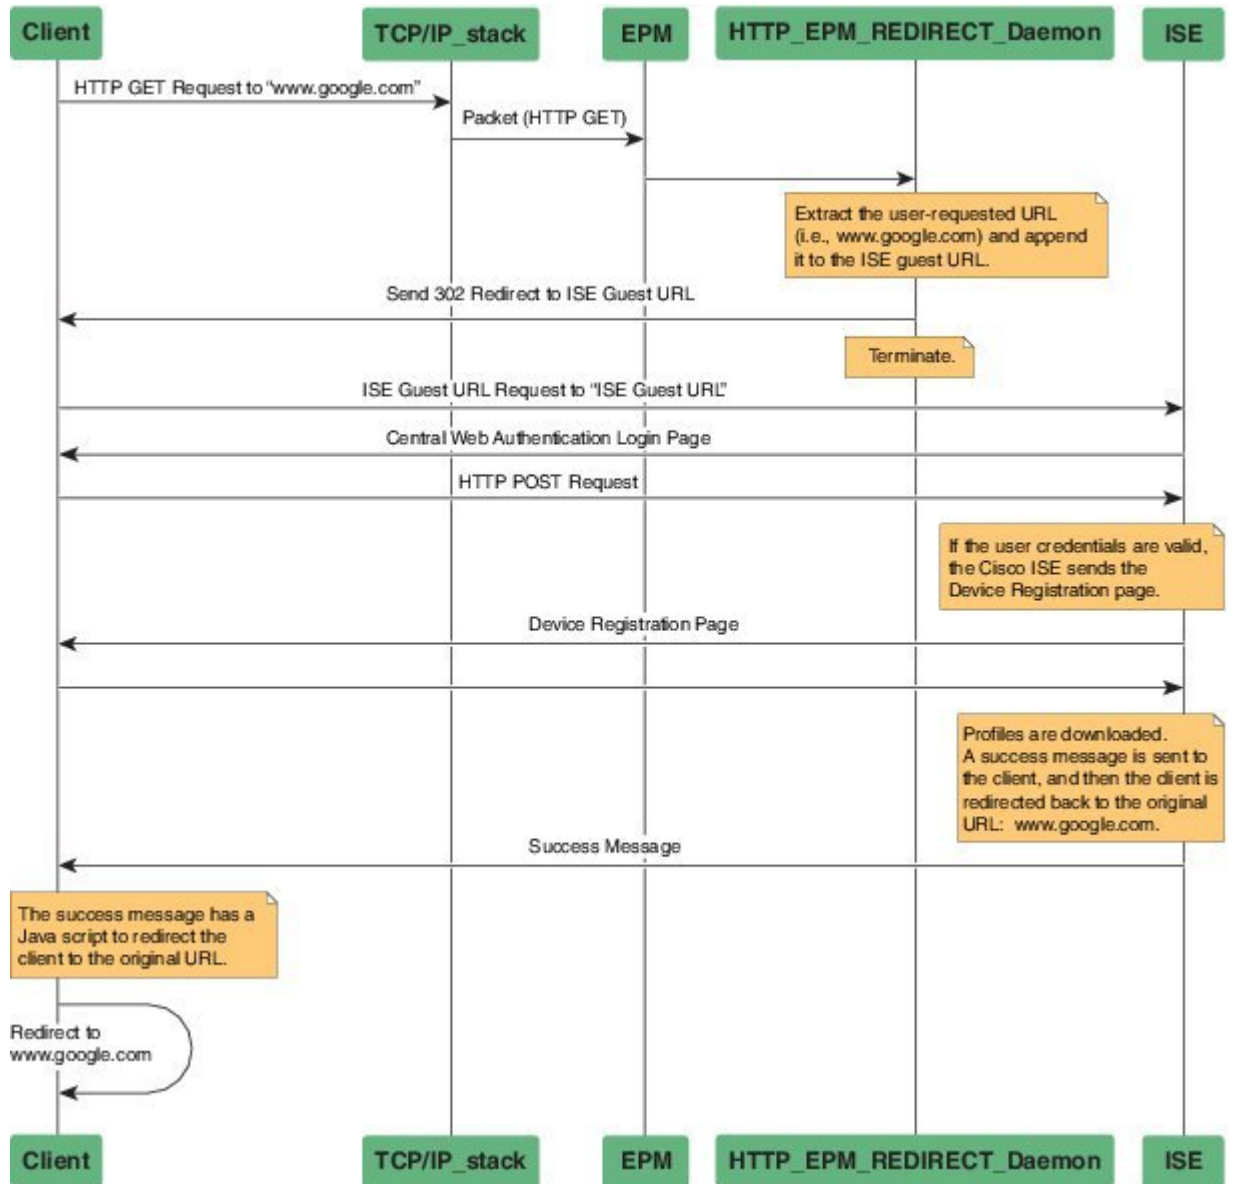 Client TCP/IP_stack EPM HTTP_EPM_REDIRECT_Daemon ISE
HTTP GET Request to “www.google.com”
Packet (HTTP GET)
Extract the user-requested URL
(i.e., www.google.com) and append
it to the ISE guest URL.
Send 302 Redirect to ISE Guest URL
Terminate.
ISE Guest URL Request to “ISE Guest URL”
Central Web Authentication Login Page
HTTP POST Request
If the user credentials are valid,
the Cisco ISE sends the
Device Registration page.
Device Registration Page
Profiles are downloaded.
A success message is sent to
the client, and then the client is
redirected back to the original
URL: www.google.com.
Success Message
The success message has a
Java script to redirect the
client to the original URL.
Redirect to
www.google.com
Client TCP/IP_stack EPM HTTP_EPM_REDIRECT_Daemon ISE